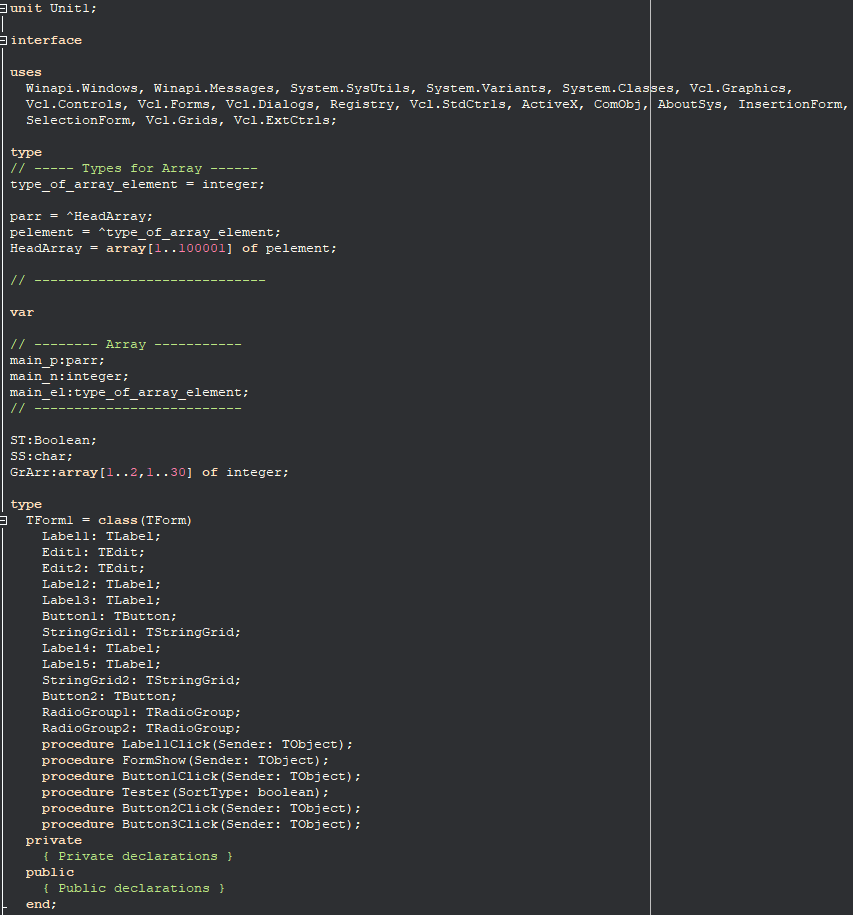 unit Unit1;
interface
uses
Winapi.Windows, Winapi.Messages, System.SysUtils, System.Variants, System.Classes, Vcl.Graphics,
Vcl.Controls, Vcl.Forms, Vcl.Dialogs, Registry, Vcl.StdCtrls, ActiveX, ComObj, AboutSys, InsertionForm,
SelectionForm, Vcl.Grids, Vcl.ExtCtrls;
type
// ----- Types for Array ------
type_of_array_element = integer;
parr = ^HeadArray;
pelement = ^type_of_array_element;
HeadArray = array[1..100001] of pelement;
// -----------------------------
var
// -------- Array -----------
main_p:parr;
main_n:integer;
main_el:type_of_array_element;
// --------------------------
ST:Boolean;
SS:char;
GrArr:array[1..2,1..30] of integer;
type
TForm1 = class(TForm)
Label1: TLabel;
Edit1: TEdit;
Edit2: TEdit;
Label2: TLabel;
Label3: TLabel;
Button1: TButton;
StringGrid1: TStringGrid;
Label4: TLabel;
Label5: TLabel;
StringGrid2: TStringGrid;
Button2: TButton;
RadioGroup1: TRadioGroup;
RadioGroup2: TRadioGroup;
procedure Label1Click(Sender: TObject);
procedure FormShow(Sender: TObject);
procedure Button1Click(Sender: TObject);
procedure Tester(SortType: boolean);
procedure Button2Click(Sender: TObject);
procedure Button3Click(Sender: TObject);
private
{ Private declarations }
public
{ Public declarations }
end;